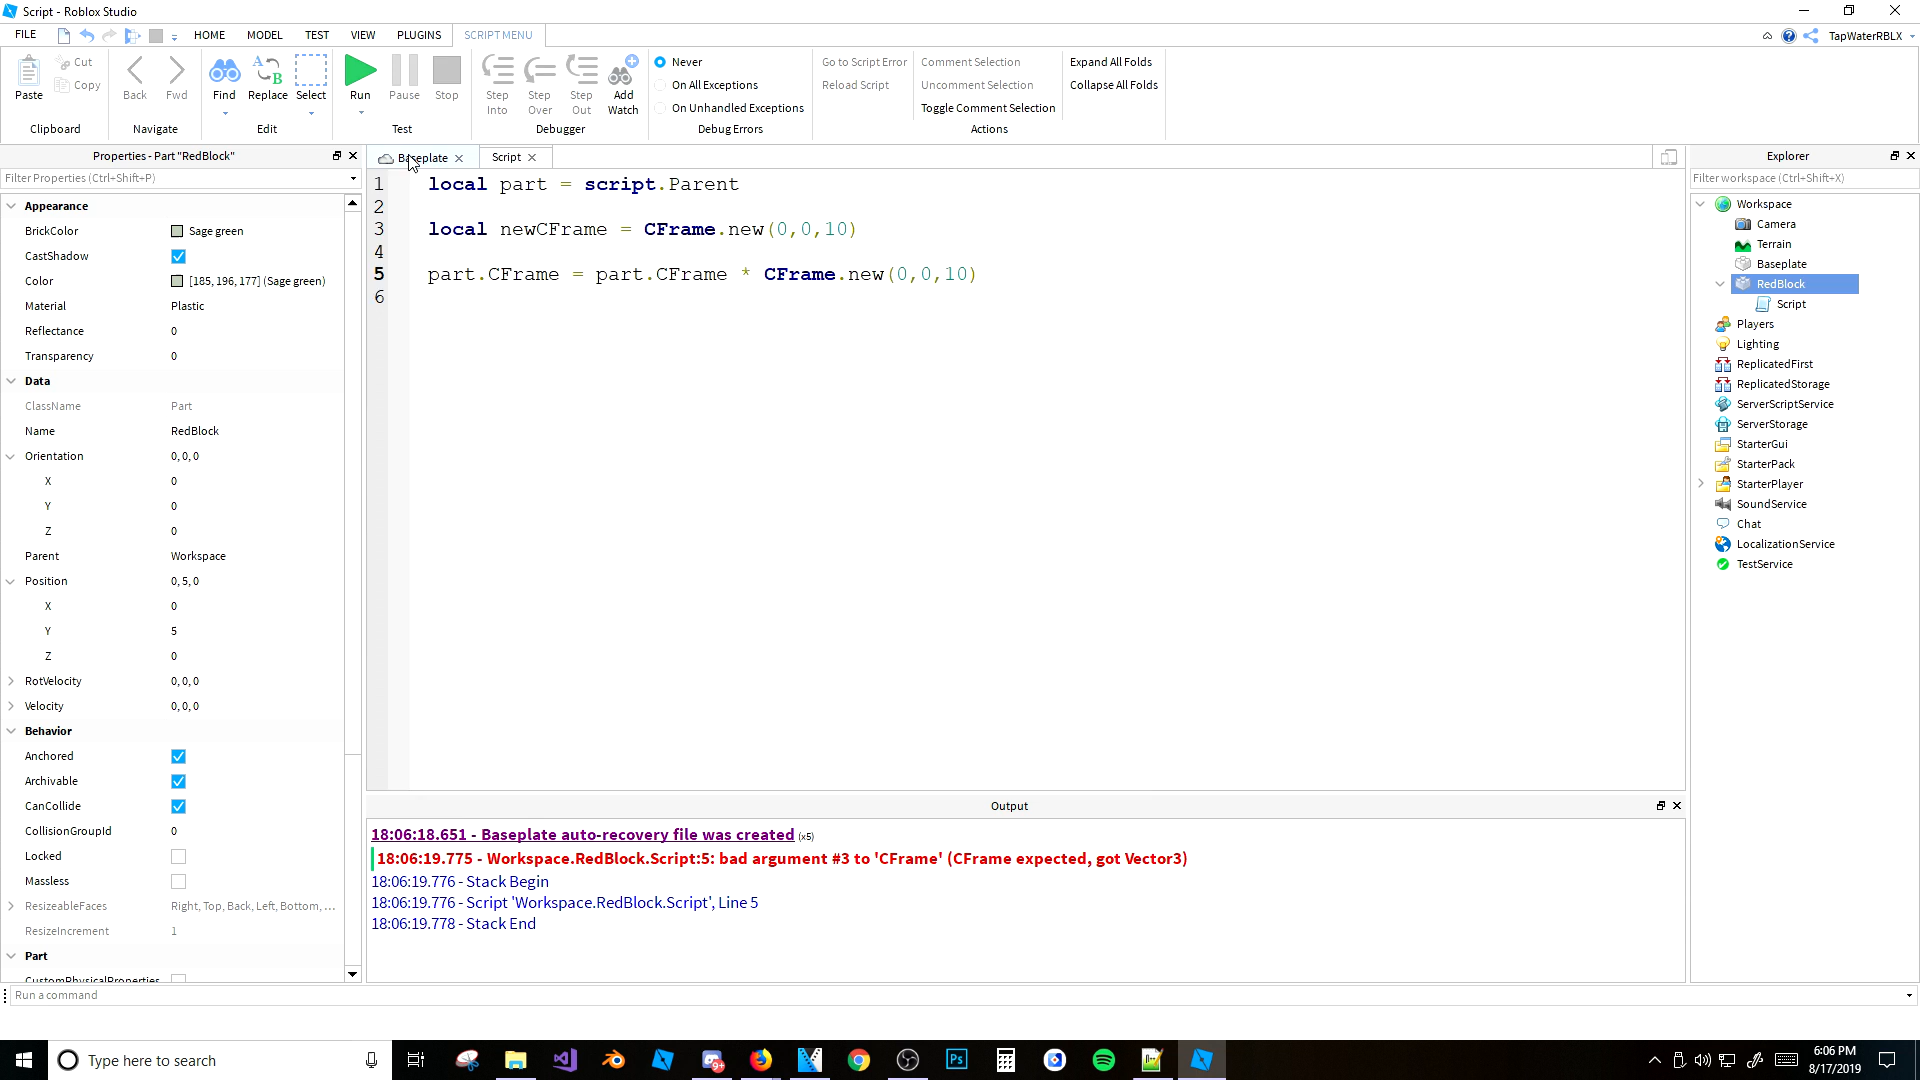 Script - Roblox Studio
FILE
HOME
MODEL
TEST
VIEW
PLUGINS
SCRIPT MENU
TapWaterRBLX
Paste
Cut
Copy
Clipboard
Back
Fwd
Navigate
Find
Replace
Select
Edit
Run
Pause
Stop
Test
Step Into
Step Over
Step Out
Add Watch
Debugger
Never
On All Exceptions
On Unhandled Exceptions
Debug Errors
Go to Script Error
Reload Script
Comment Selection
Uncomment Selection
Toggle Comment Selection
Expand All Folds
Collapse All Folds
Actions
Properties - Part "RedBlock"
Filter Properties (Ctrl+Shift+P)
Appearance
BrickColor Sage green
CastShadow
Color [185, 196, 177] (Sage green)
Material Plastic
Reflectance 0
Transparency 0
Data
ClassName Part
Name RedBlock
Orientation 0, 0, 0
X 0
Y 0
Z 0
Parent Workspace
Position 0, 5, 0
X 0
Y 5
Z 0
RotVelocity 0, 0, 0
Velocity 0, 0, 0
Behavior
Anchored
Archivable
CanCollide
CollisionGroupId 0
Locked
Massless
ResizeableFaces Right, Top, Back, Left, Bottom, ...
ResizeIncrement 1
Part
CustomPhysicalProperties
Baseplate
Script
1 local part = script.Parent
2
3 local newCFrame = CFrame.new(0,0,10)
4
5 part.CFrame = part.CFrame * CFrame.new(0,0,10)
6
Output
18:06:18.651 - Baseplate auto-recovery file was created (x5)
18:06:19.775 - Workspace.RedBlock.Script:5: bad argument #3 to 'CFrame' (CFrame expected, got Vector3)
18:06:19.776 - Stack Begin
18:06:19.776 - Script 'Workspace.RedBlock.Script', Line 5
18:06:19.778 - Stack End
Explorer
Filter workspace (Ctrl+Shift+X)
Workspace
Camera
Terrain
Baseplate
RedBlock
Script
Players
Lighting
ReplicatedFirst
ReplicatedStorage
ServerScriptService
ServerStorage
StarterGui
StarterPack
StarterPlayer
SoundService
Chat
LocalizationService
TestService
Run a command
Type here to search
9+
Ps
6:06 PM
8/17/2019